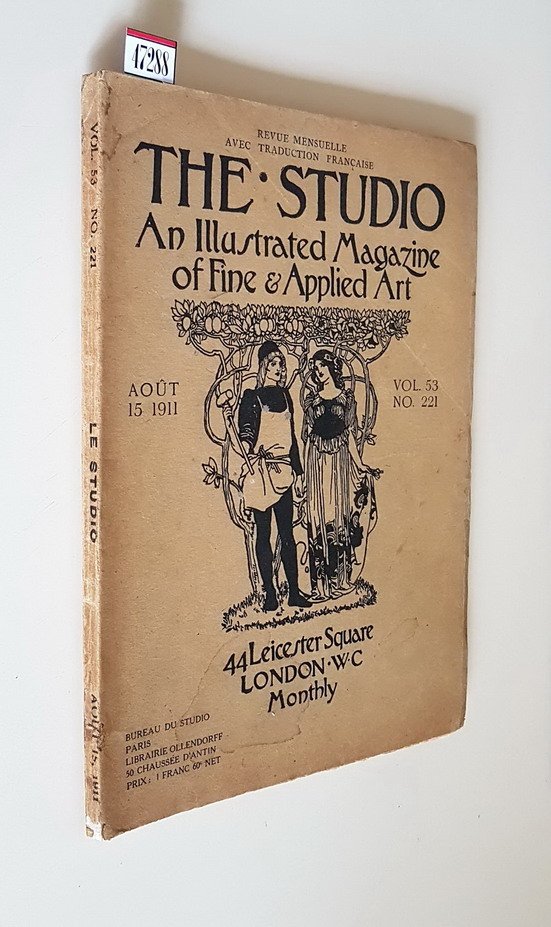 47288
REVUE MENSUELLE
AVEC TRADUCTION FRANÇAISE
THE·STUDIO
An Illustrated Magazine
of Fine & Applied Art
AOÛT
15 1911
VOL. 53
NO. 221
44 Leicester Square
LONDON·W·C
Monthly
BUREAU DU STUDIO
PARIS
LIBRAIRIE OLLENDORFF
50 CHAUSSÉE D'ANTIN
PRIX: 1 FRANC 60c NET
VOL. 53 NO. 221
LE STUDIO
AOÛT 15, 1911